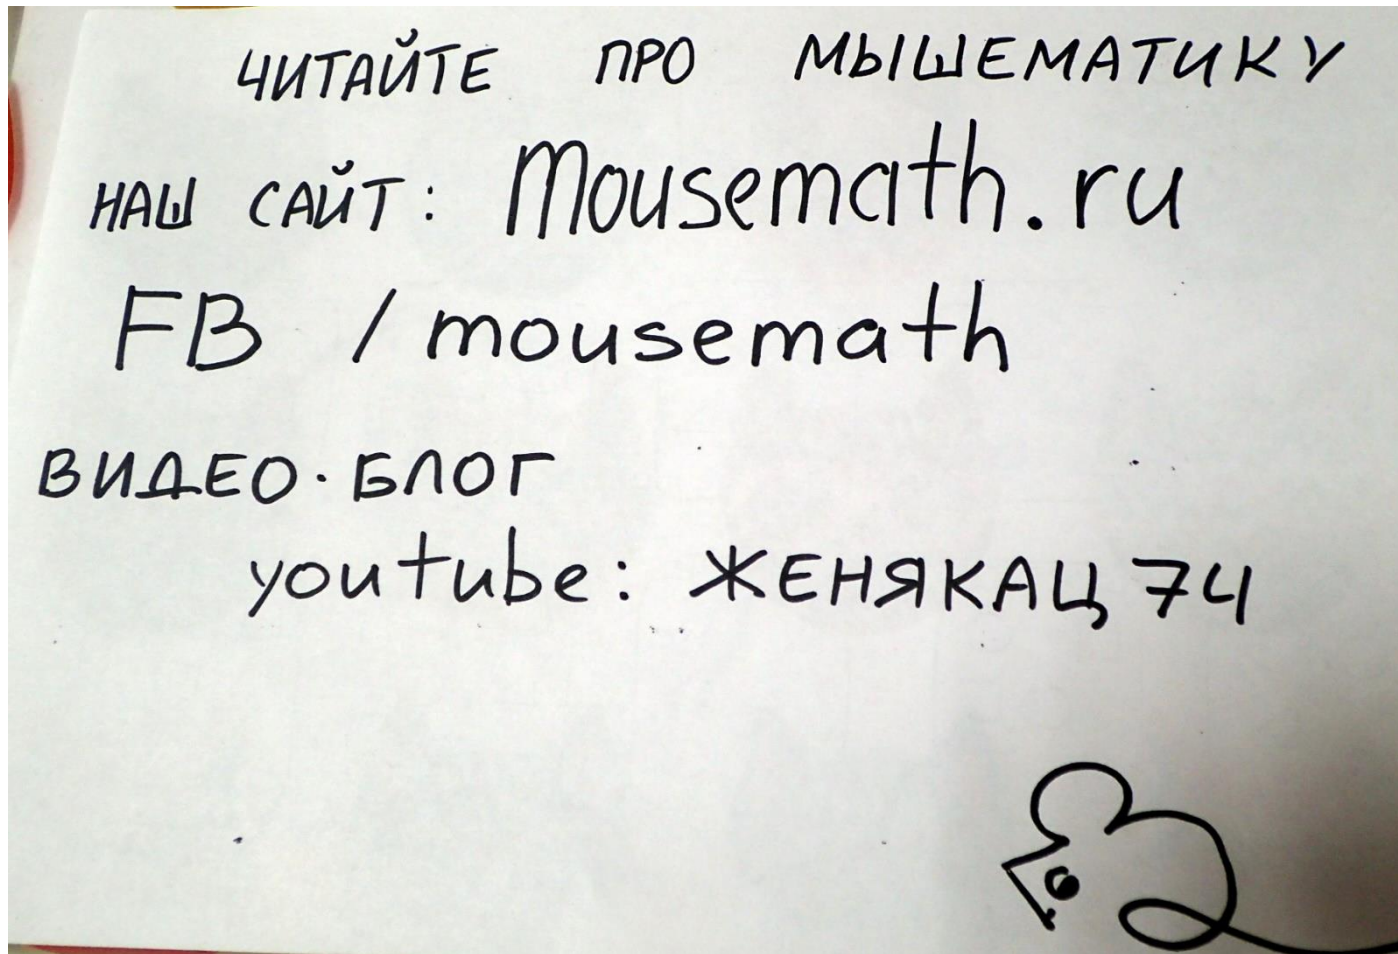 ЧИТАЙТЕ ПРО МЫШЕМАТИКУ
НАШ САЙТ: Mousemath.ru
FB /mousemath
ВИДЕО·БЛОГ
youtube: ЖЕНЯКАЦ74